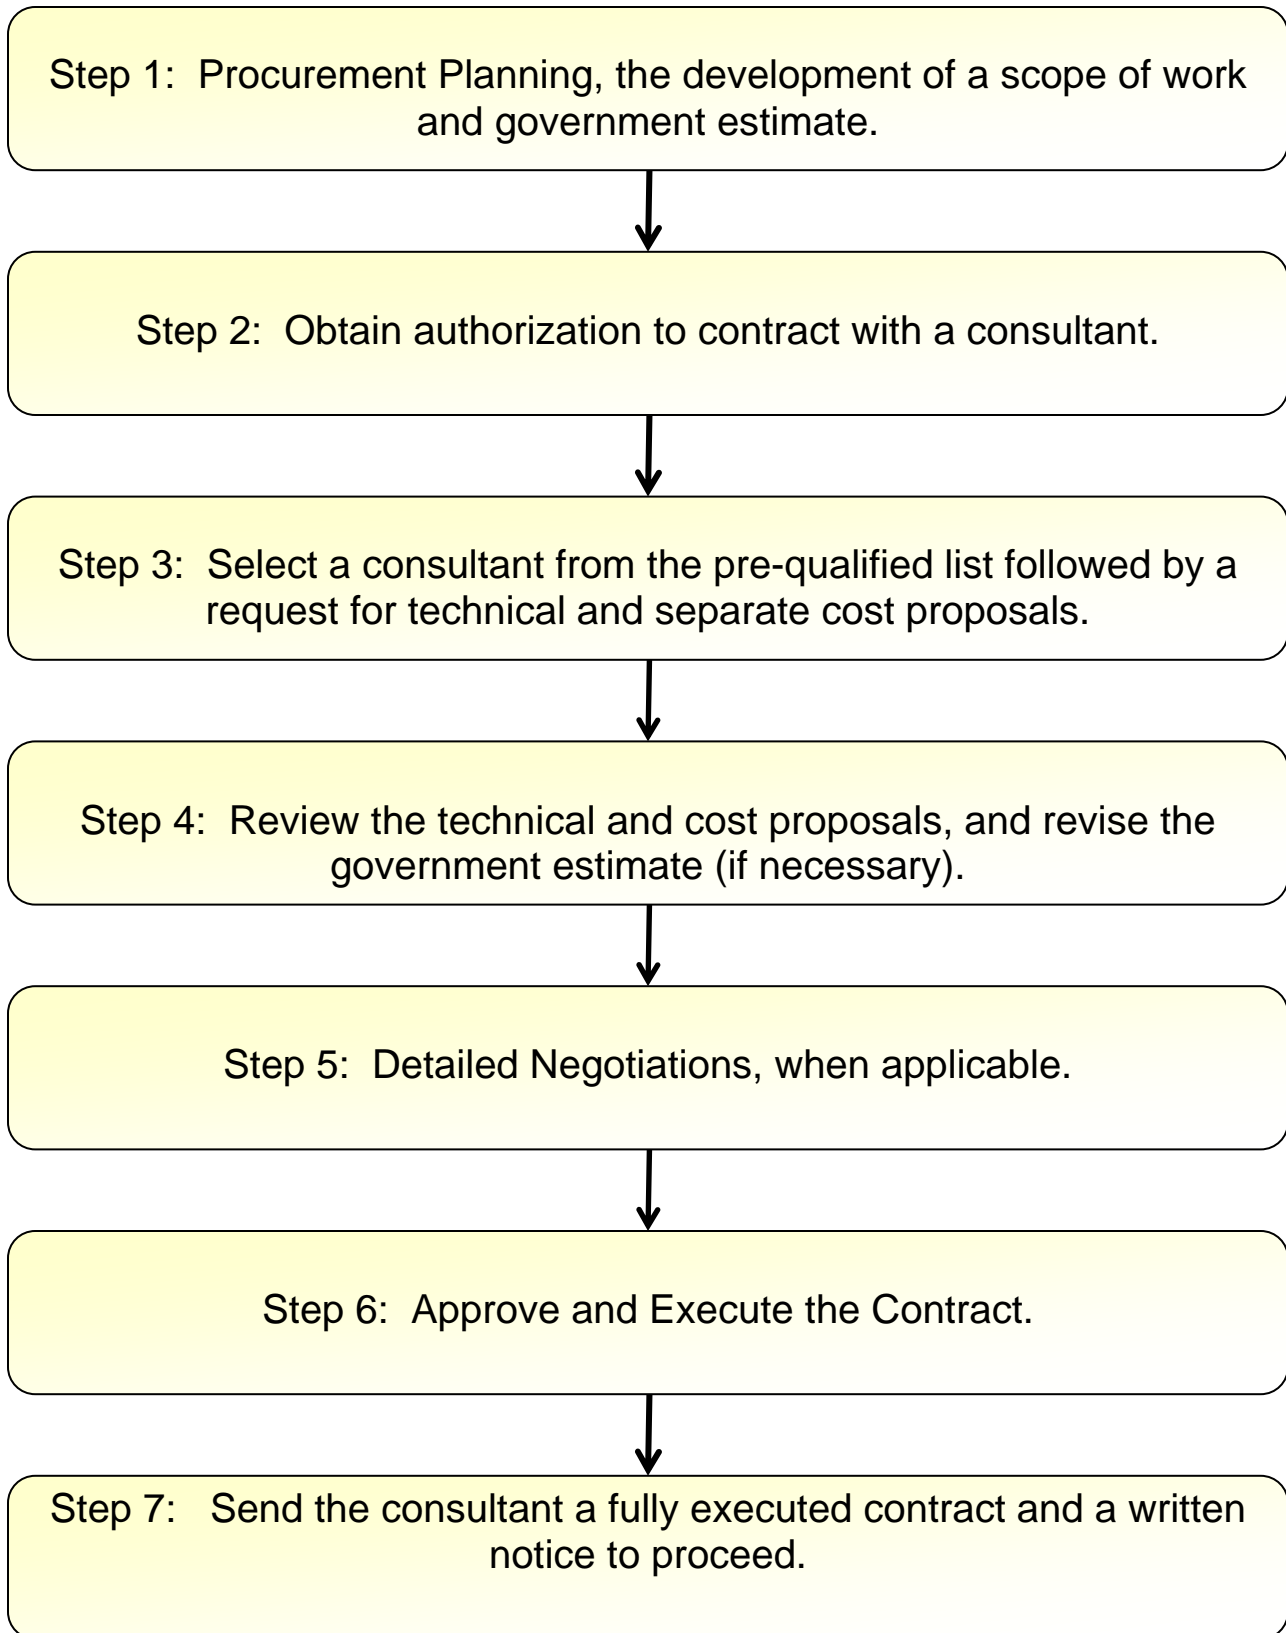 Step 1:  Procurement Planning, the development of a scope of work
and government estimate.
Step 2:  Obtain authorization to contract with a consultant.
Step 3:  Select a consultant from the pre-qualified list followed by a
request for technical and separate cost proposals.
Step 4:  Review the technical and cost proposals, and revise the
government estimate (if necessary).
Step 5:  Detailed Negotiations, when applicable.
Step 6:  Approve and Execute the Contract.
Step 7:   Send the consultant a fully executed contract and a written
notice to proceed.